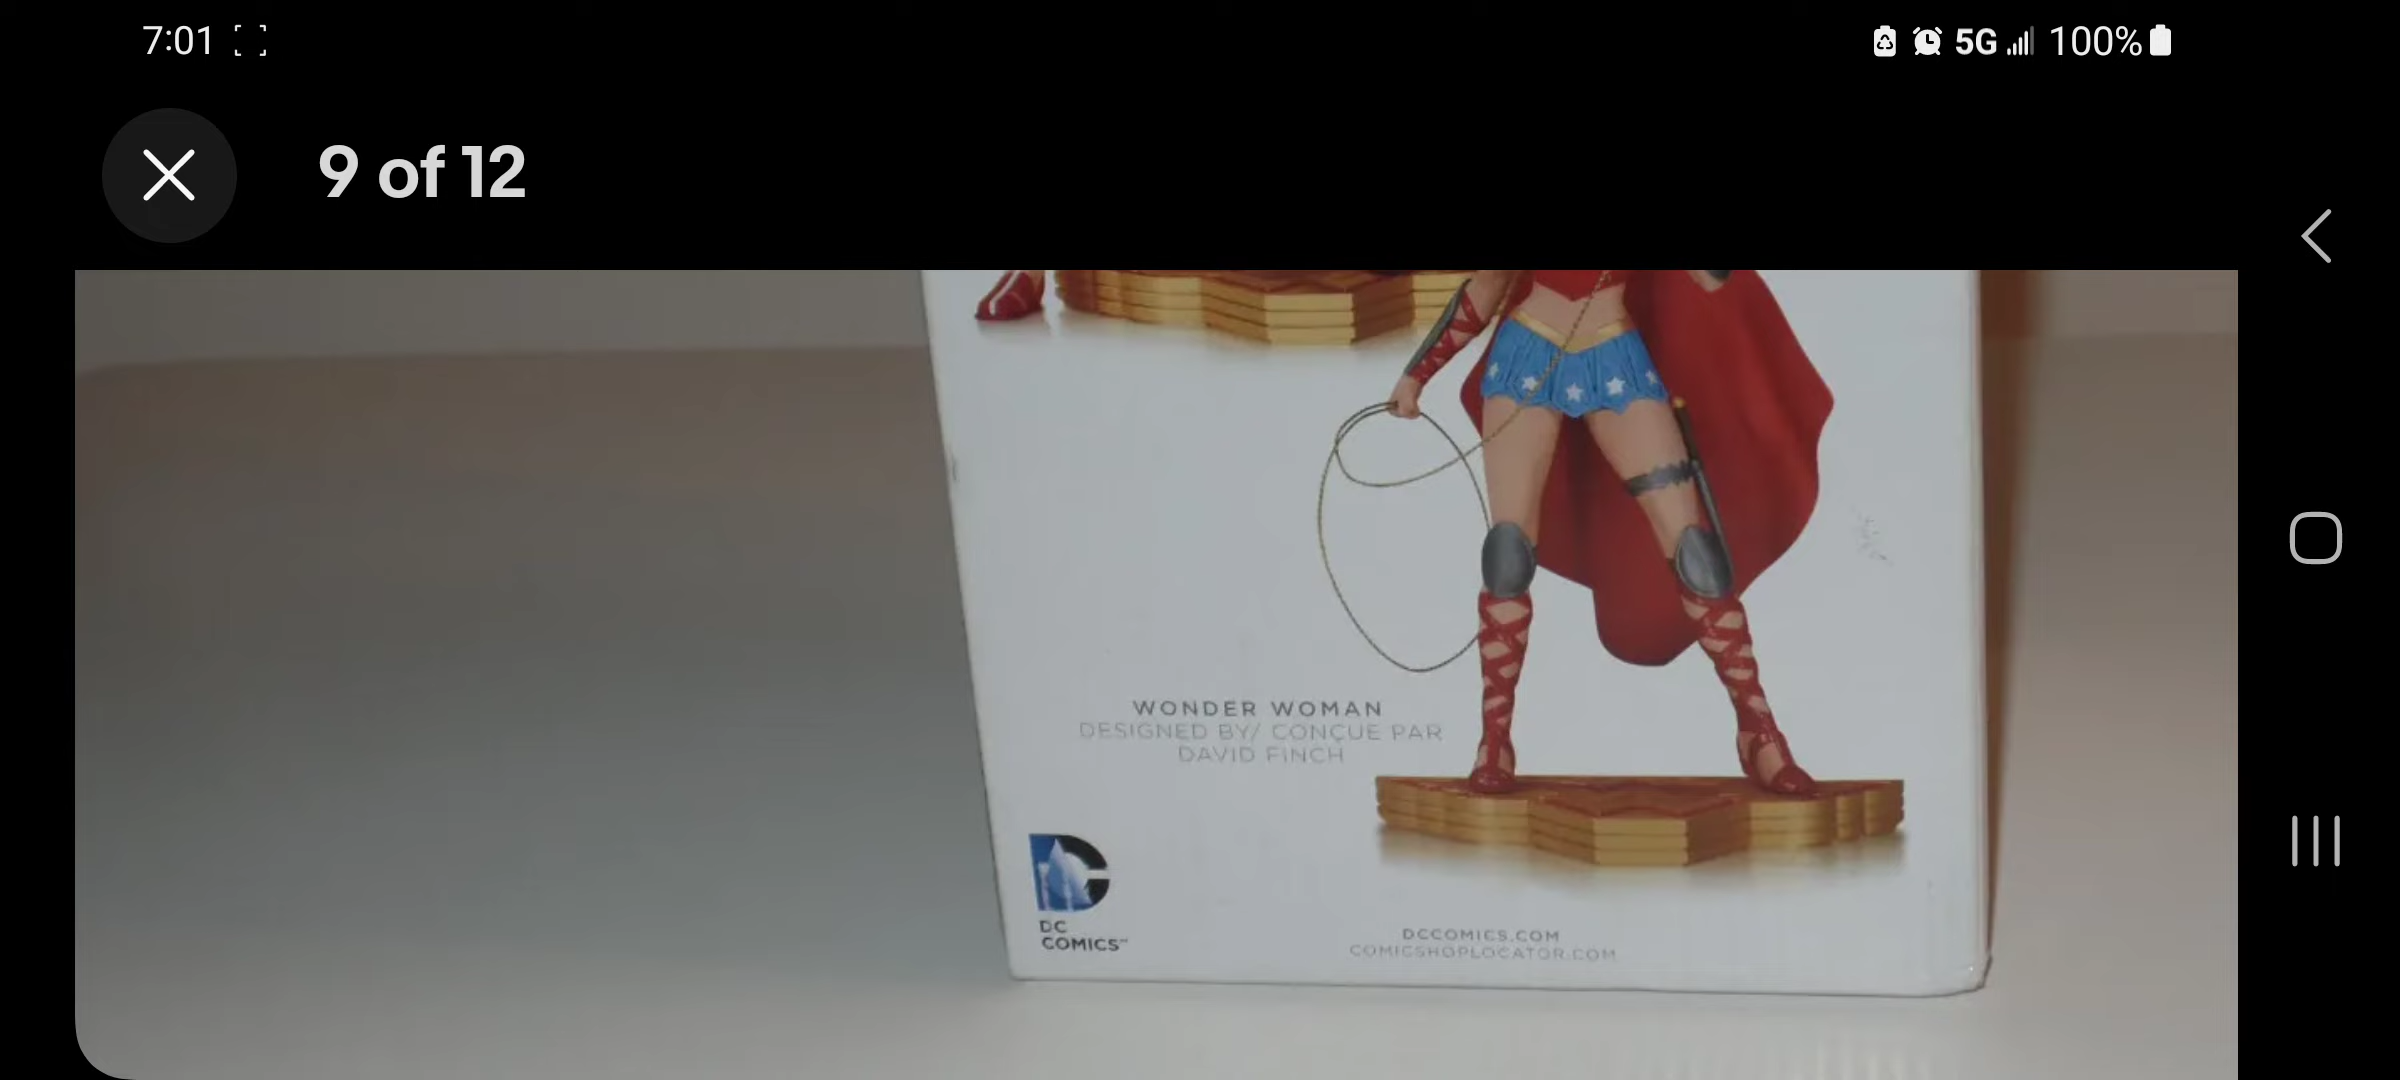 7:01 5G 100%
9 of 12
WONDER WOMAN
DESIGNED BY/ CONÇUE PAR
DAVID FINCH
DC
COMICS™
DCCOMICS.COM
COMICSHOPLOCATOR.COM